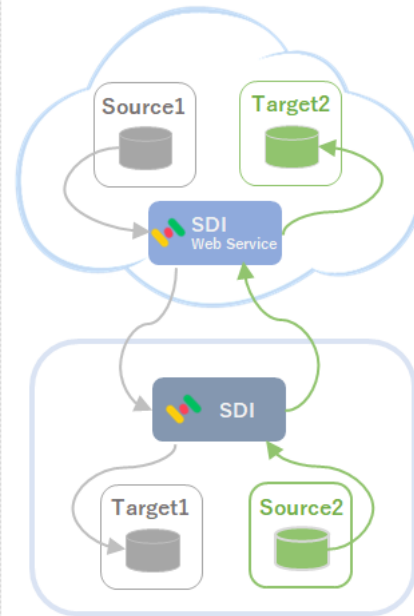 Source1
Target2
SDI
Web Service
SDI
Target1
Source2